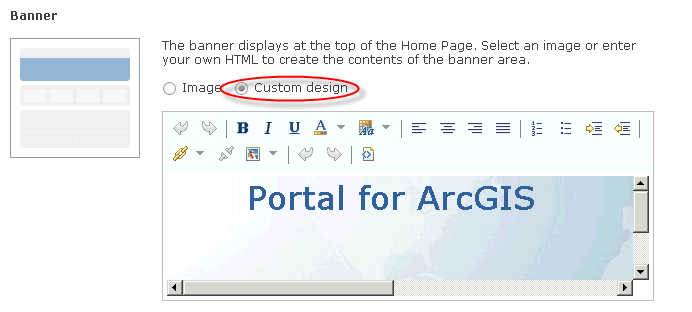 Banner
The banner displays at the top of the Home Page. Select an image or enter
your own HTML to create the contents of the banner area.
Image Custom design
B I U A
Portal for ArcGIS